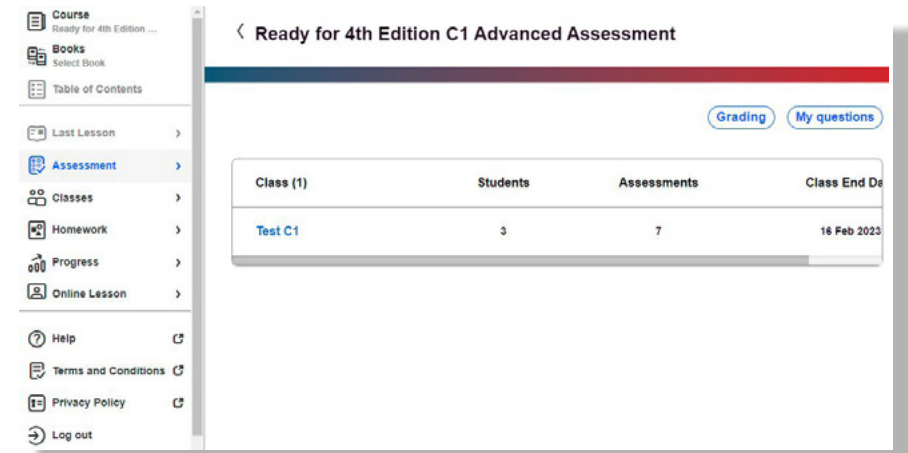 Course
Ready for 4th Edition ...
Books
Select Book
Table of Contents
Last Lesson
Assessment
Classes
Homework
Progress
Online Lesson
Help
Terms and Conditions
Privacy Policy
Log out
Ready for 4th Edition C1 Advanced Assessment
Grading My questions
Class (1) Students Assessments Class End Da
Test C1 3 7 16 Feb 2023